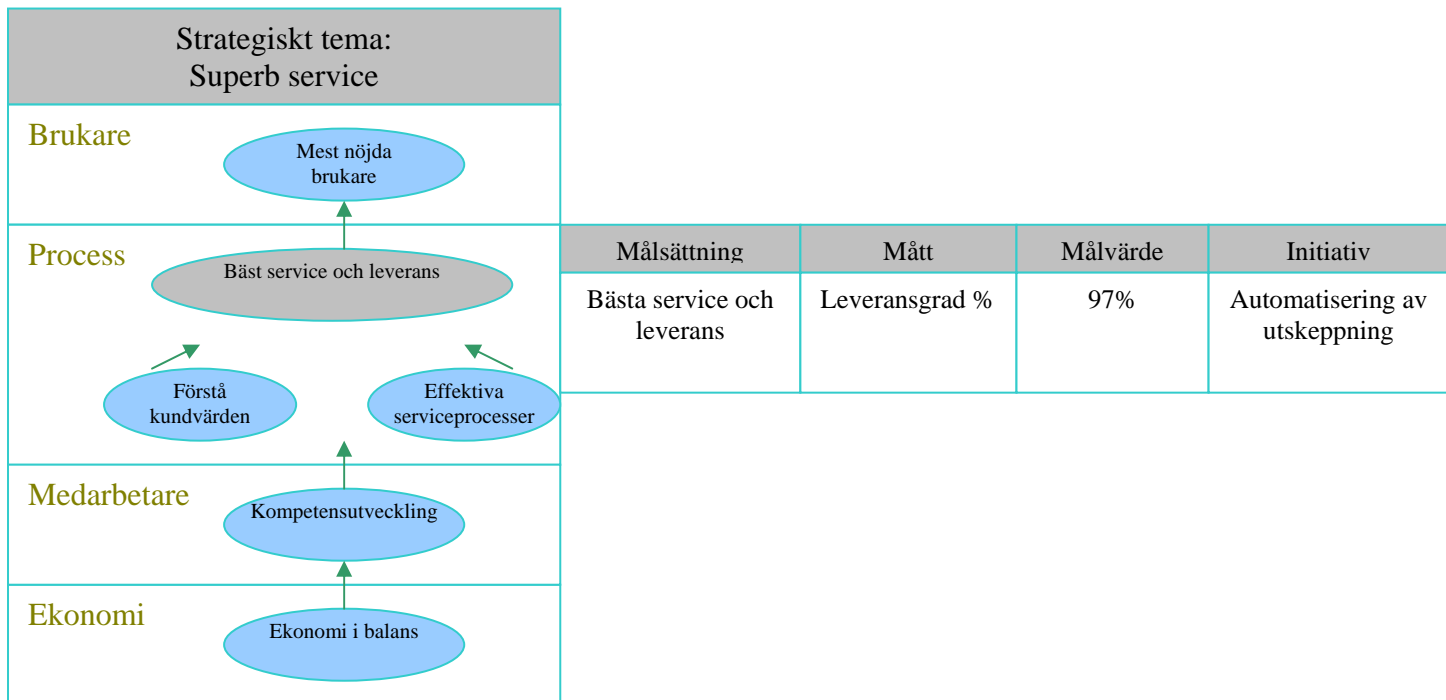 Strategiskt tema:
Superb service
Brukare
Mest nöjda
brukare
Process
Bäst service och leverans
Förstå
kundvärden
Effektiva
serviceprocesser
Målsättning
Mått
Målvärde
Initiativ
Bästa service och
leverans
Leveransgrad %
97%
Automatisering av
utskeppning
Medarbetare
Kompetensutveckling
Ekonomi
Ekonomi i balans